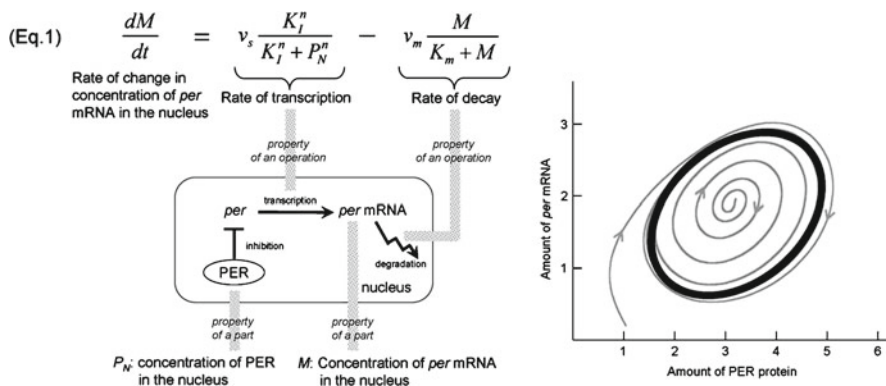 (Eq.1) dM/dt = v_s K_I^n / (K_I^n + P_N^n) − v_m M / (K_m + M)
Rate of change in
concentration of per
mRNA in the nucleus
Rate of transcription
Rate of decay
property
of an operation
property
of an operation
per
transcription
per mRNA
inhibition
PER
degradation
nucleus
property
of a part
property
of a part
P_N: concentration of PER
in the nucleus
M: Concentration of per mRNA
in the nucleus
Amount of per mRNA
3
2
1
1 2 3 4 5 6
Amount of PER protein